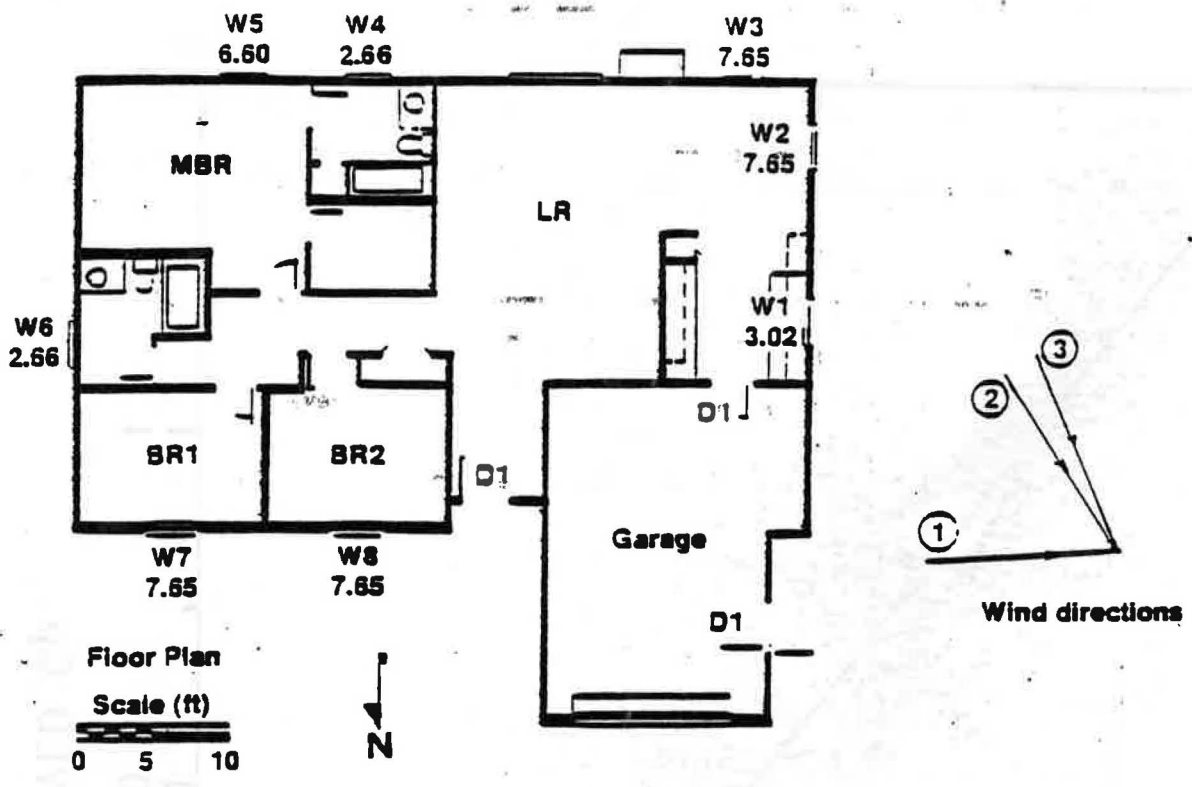 W5
6.60
W4
2.66
W3
7.65
W2
7.65
MBR
LR
W6
2.66
W1
3.02
3
2
D1
BR1
BR2
D1
1
Garage
W7
7.65
W8
7.65
Wind directions
D1
Floor Plan
Scale (ft)
0 5 10
N